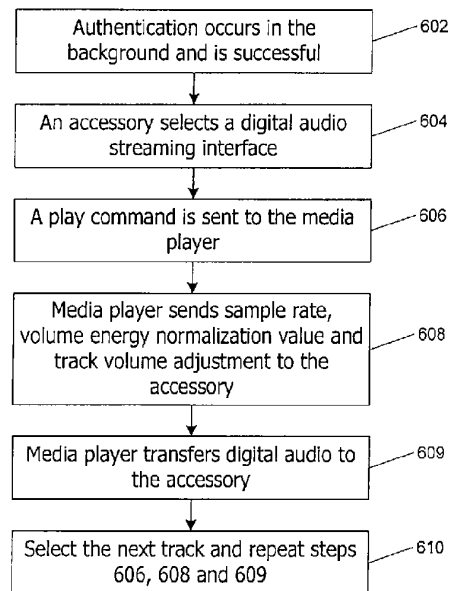 Authentication occurs in the
background and is successful
602
An accessory selects a digital audio
streaming interface
604
A play command is sent to the media
player
606
Media player sends sample rate,
volume energy normalization value and
track volume adjustment to the
accessory
608
Media player transfers digital audio to
the accessory
609
Select the next track and repeat steps
606, 608 and 609
610